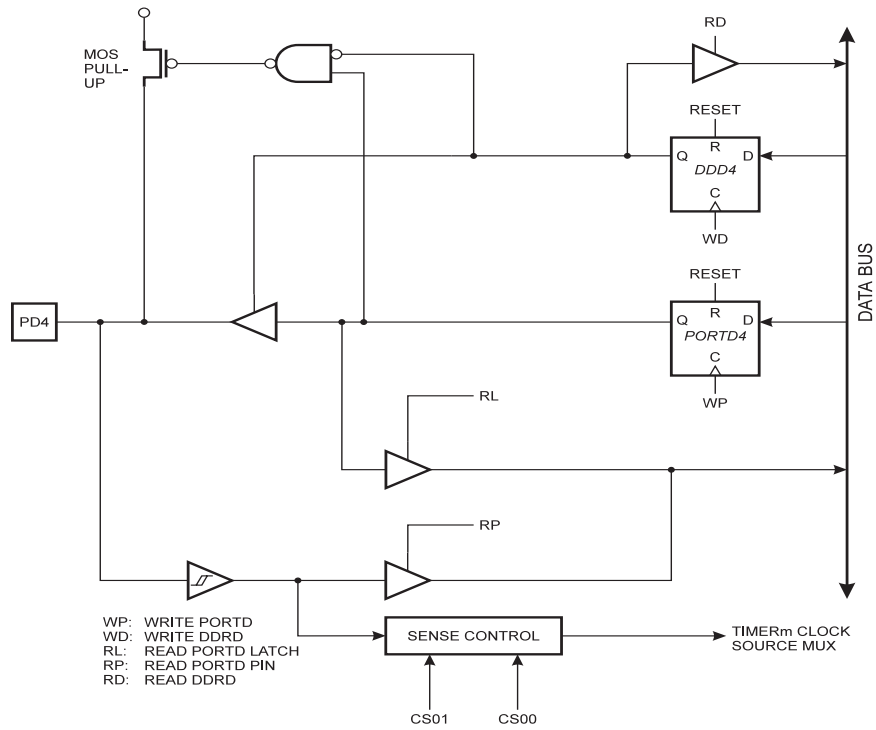 RD
MOS
PULL-
UP
RESET
R
Q
D
DDD4
C
WD
DATA BUS
RESET
PD4
R
Q
D
PORTD4
C
WP
RL
RP
WP: WRITE PORTD
WD: WRITE DDRD
RL: READ PORTD LATCH
RP: READ PORTD PIN
RD: READ DDRD
SENSE CONTROL
TIMERm CLOCK
SOURCE MUX
CS01
CS00